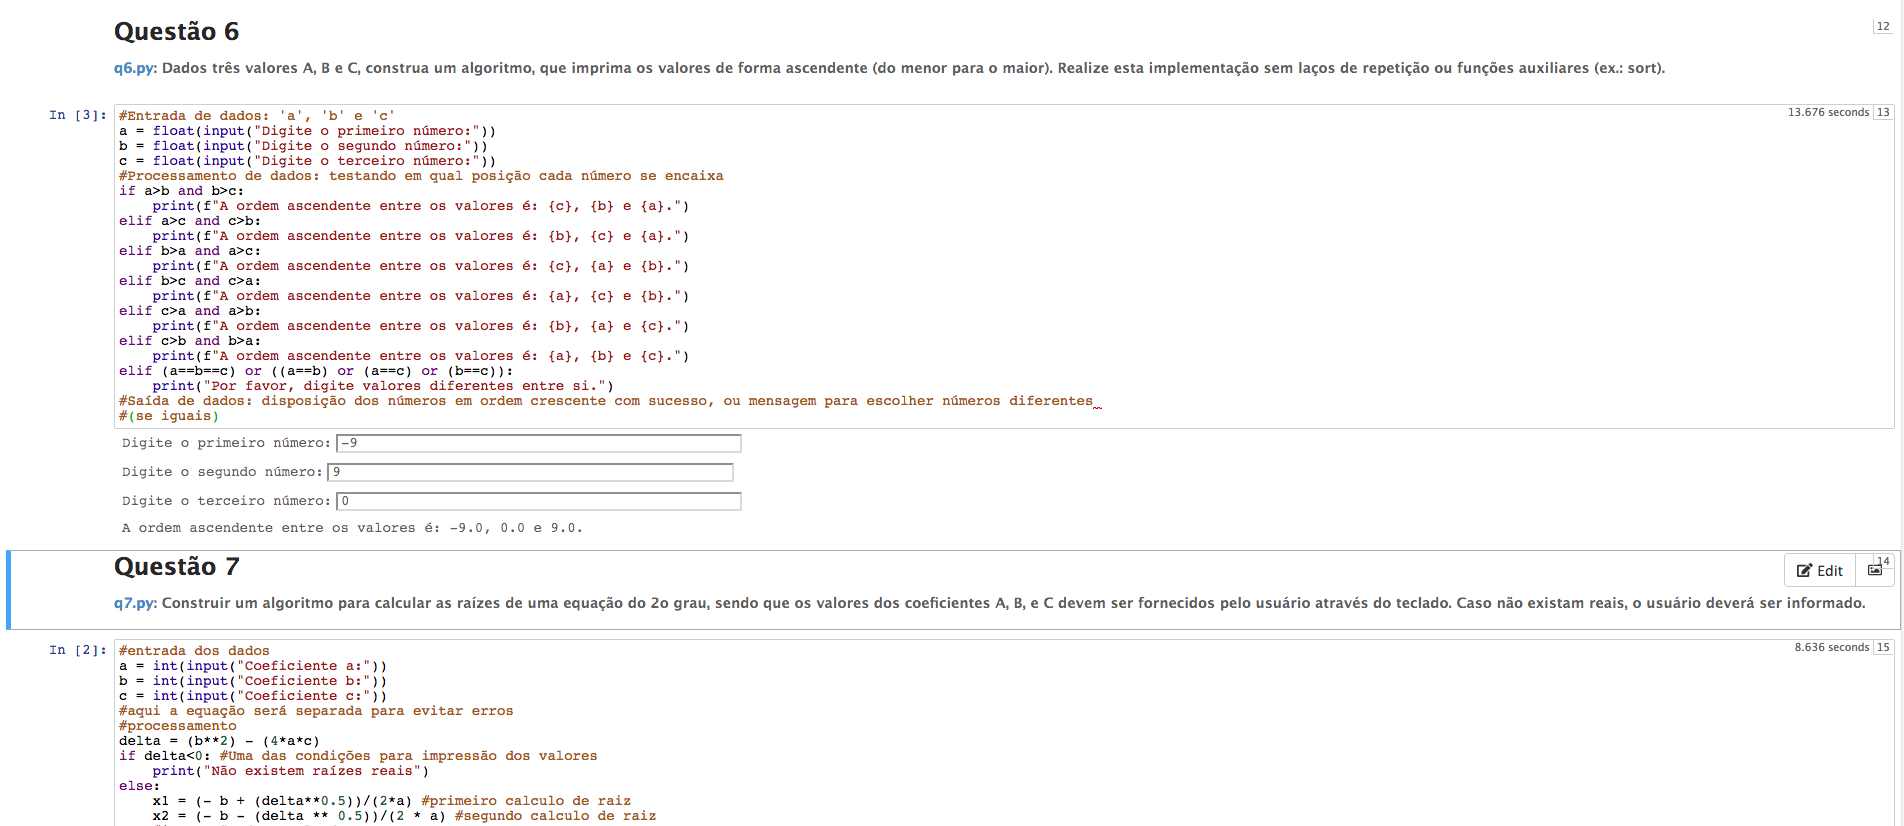 Questão 6
12
q6.py: Dados três valores A, B e C, construa um algoritmo, que imprima os valores de forma ascendente (do menor para o maior). Realize esta implementação sem laços de repetição ou funções auxiliares (ex.: sort).
In [3]:
13.676 seconds 13
#Entrada de dados: 'a', 'b' e 'c'
a = float(input("Digite o primeiro número:"))
b = float(input("Digite o segundo número:"))
c = float(input("Digite o terceiro número:"))
#Processamento de dados: testando em qual posição cada número se encaixa
if a>b and b>c:
    print(f"A ordem ascendente entre os valores é: {c}, {b} e {a}.")
elif a>c and c>b:
    print(f"A ordem ascendente entre os valores é: {b}, {c} e {a}.")
elif b>a and a>c:
    print(f"A ordem ascendente entre os valores é: {c}, {a} e {b}.")
elif b>c and c>a:
    print(f"A ordem ascendente entre os valores é: {a}, {c} e {b}.")
elif c>a and a>b:
    print(f"A ordem ascendente entre os valores é: {b}, {a} e {c}.")
elif c>b and b>a:
    print(f"A ordem ascendente entre os valores é: {a}, {b} e {c}.")
elif (a==b==c) or ((a==b) or (a==c) or (b==c)):
    print("Por favor, digite valores diferentes entre si.")
#Saída de dados: disposição dos números em ordem crescente com sucesso, ou mensagem para escolher números diferentes
#(se iguais)
Digite o primeiro número: -9
Digite o segundo número: 9
Digite o terceiro número: 0
A ordem ascendente entre os valores é: -9.0, 0.0 e 9.0.
Questão 7
Edit
14
q7.py: Construir um algoritmo para calcular as raízes de uma equação do 2o grau, sendo que os valores dos coeficientes A, B, e C devem ser fornecidos pelo usuário através do teclado. Caso não existam reais, o usuário deverá ser informado.
In [2]:
8.636 seconds 15
#entrada dos dados
a = int(input("Coeficiente a:"))
b = int(input("Coeficiente b:"))
c = int(input("Coeficiente c:"))
#aqui a equação será separada para evitar erros
#processamento
delta = (b**2) - (4*a*c)
if delta<0: #Uma das condições para impressão dos valores
    print("Não existem raízes reais")
else:
    x1 = (- b + (delta**0.5))/(2*a) #primeiro calculo de raiz
    x2 = (- b - (delta ** 0.5))/(2 * a) #segundo calculo de raiz